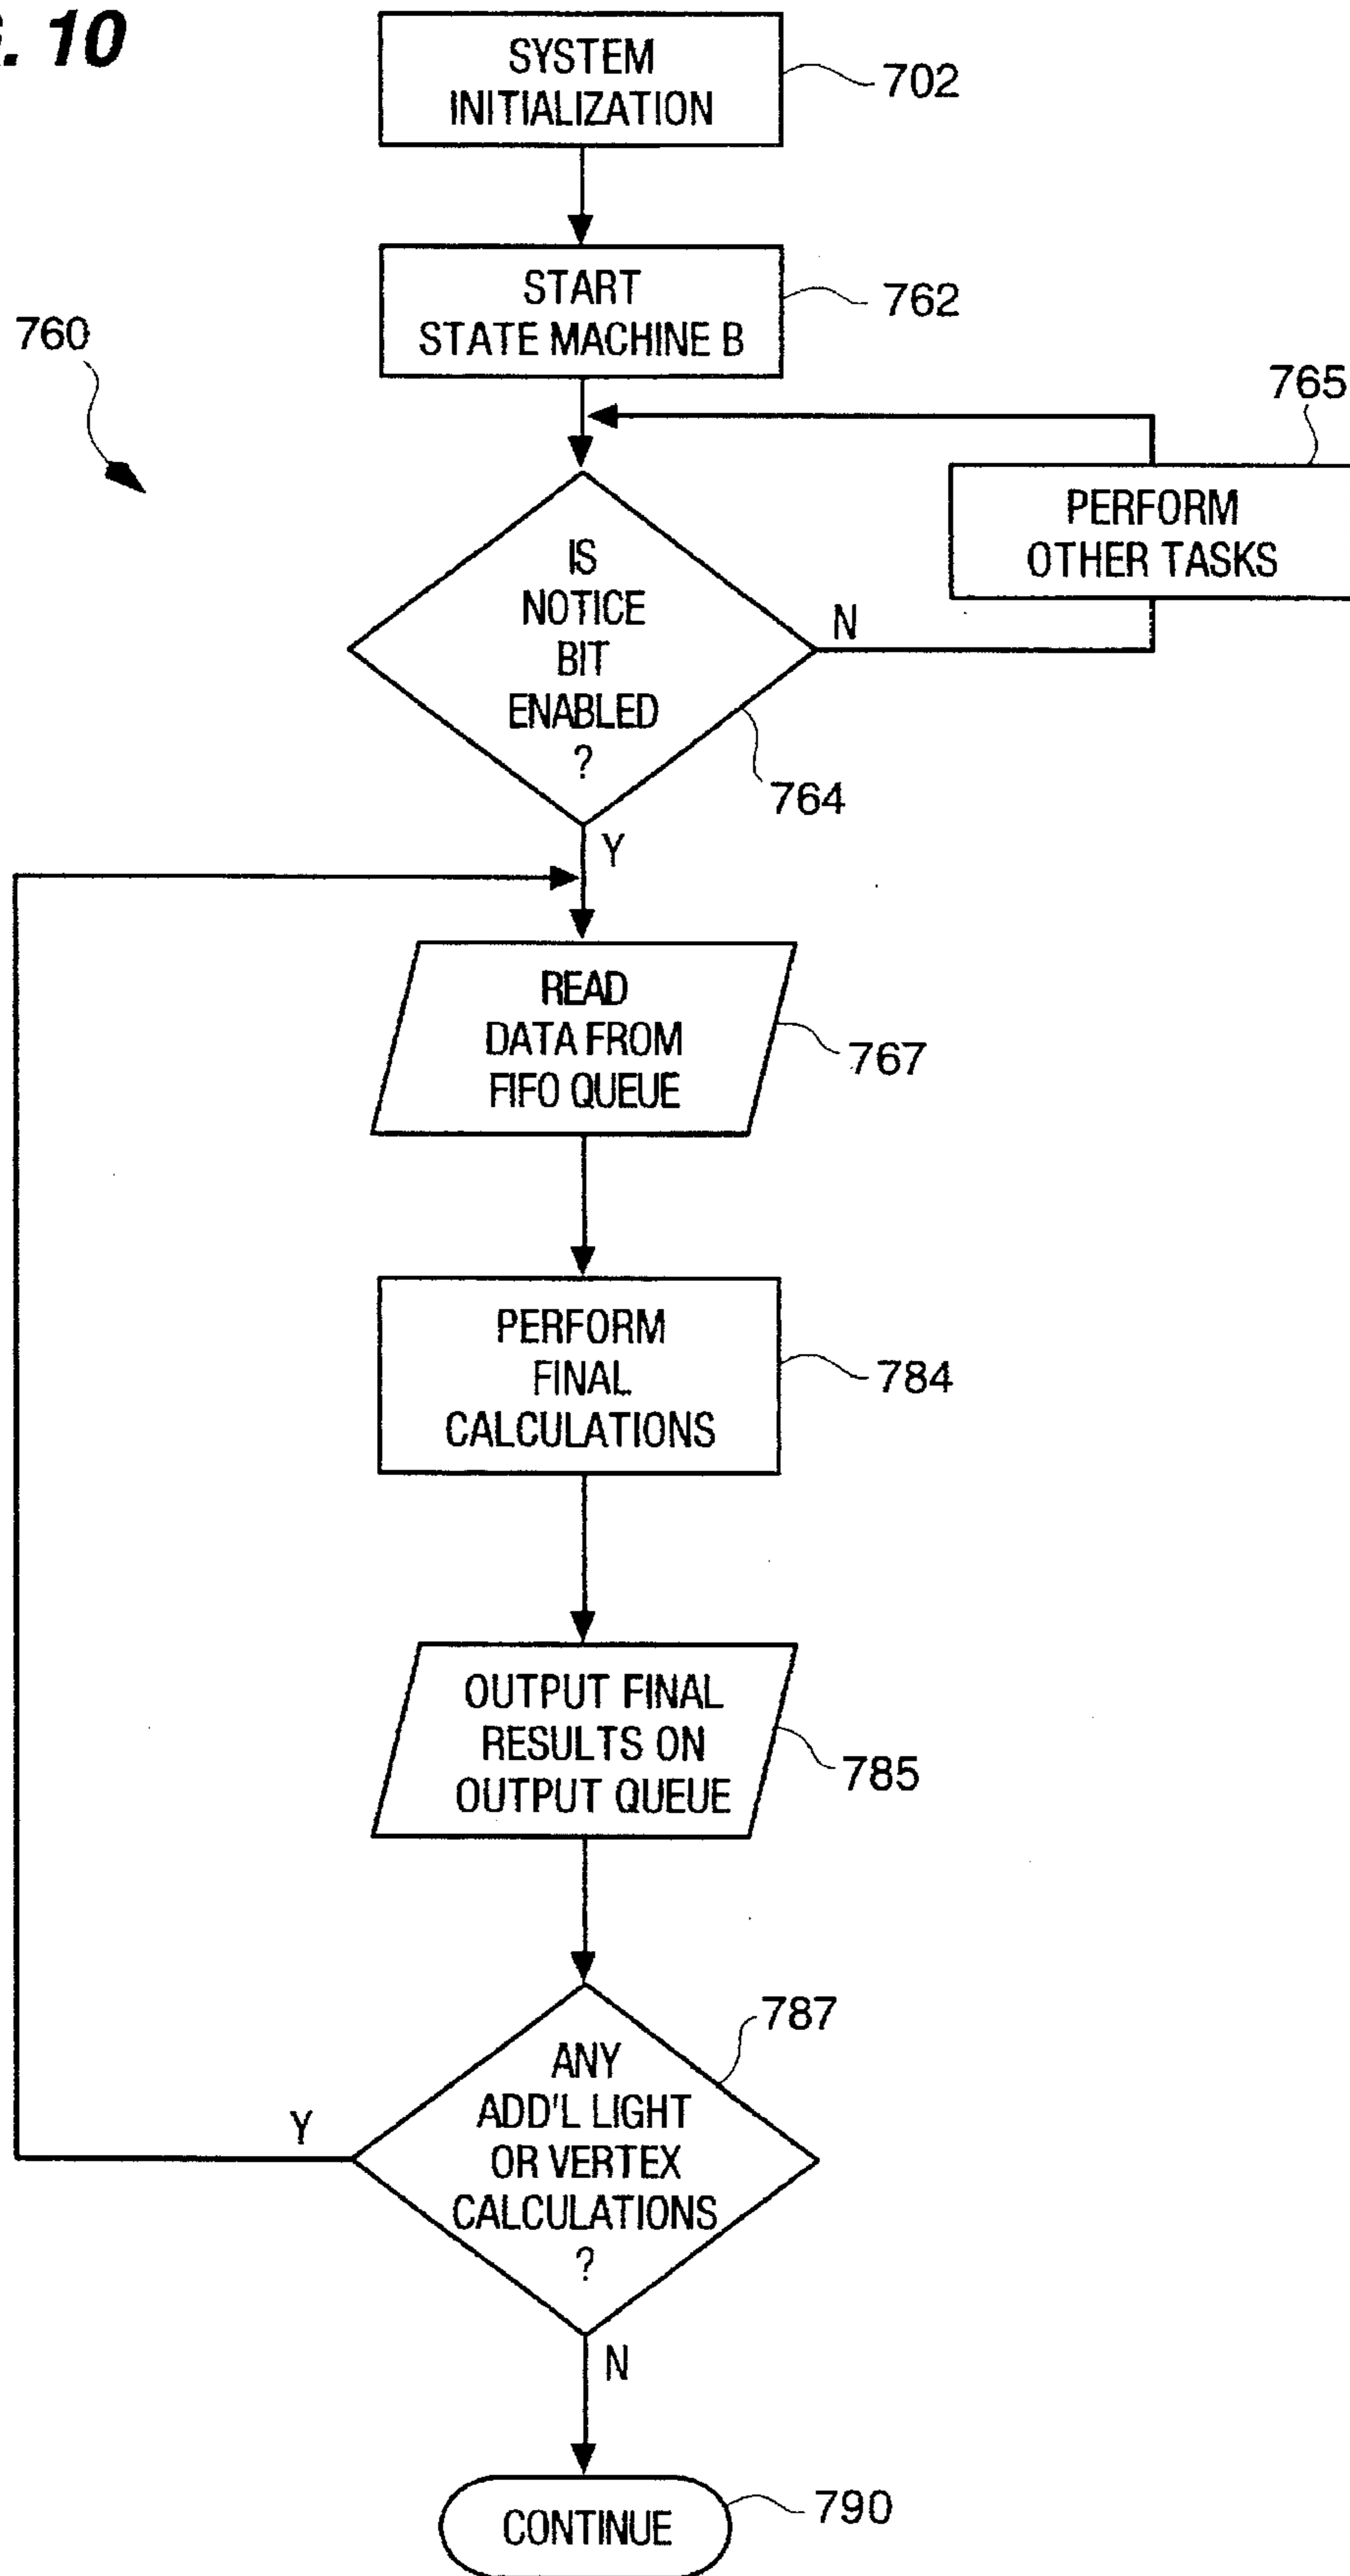 . 10
SYSTEM
INITIALIZATION
702
START
STATE MACHINE B
762
760
765
PERFORM
OTHER TASKS
IS
NOTICE
BIT
ENABLED
?
N
764
Y
READ
DATA FROM
FIFO QUEUE
767
PERFORM
FINAL
CALCULATIONS
784
OUTPUT FINAL
RESULTS ON
OUTPUT QUEUE
785
787
ANY
ADD'L LIGHT
OR VERTEX
CALCULATIONS
?
Y
N
CONTINUE
790